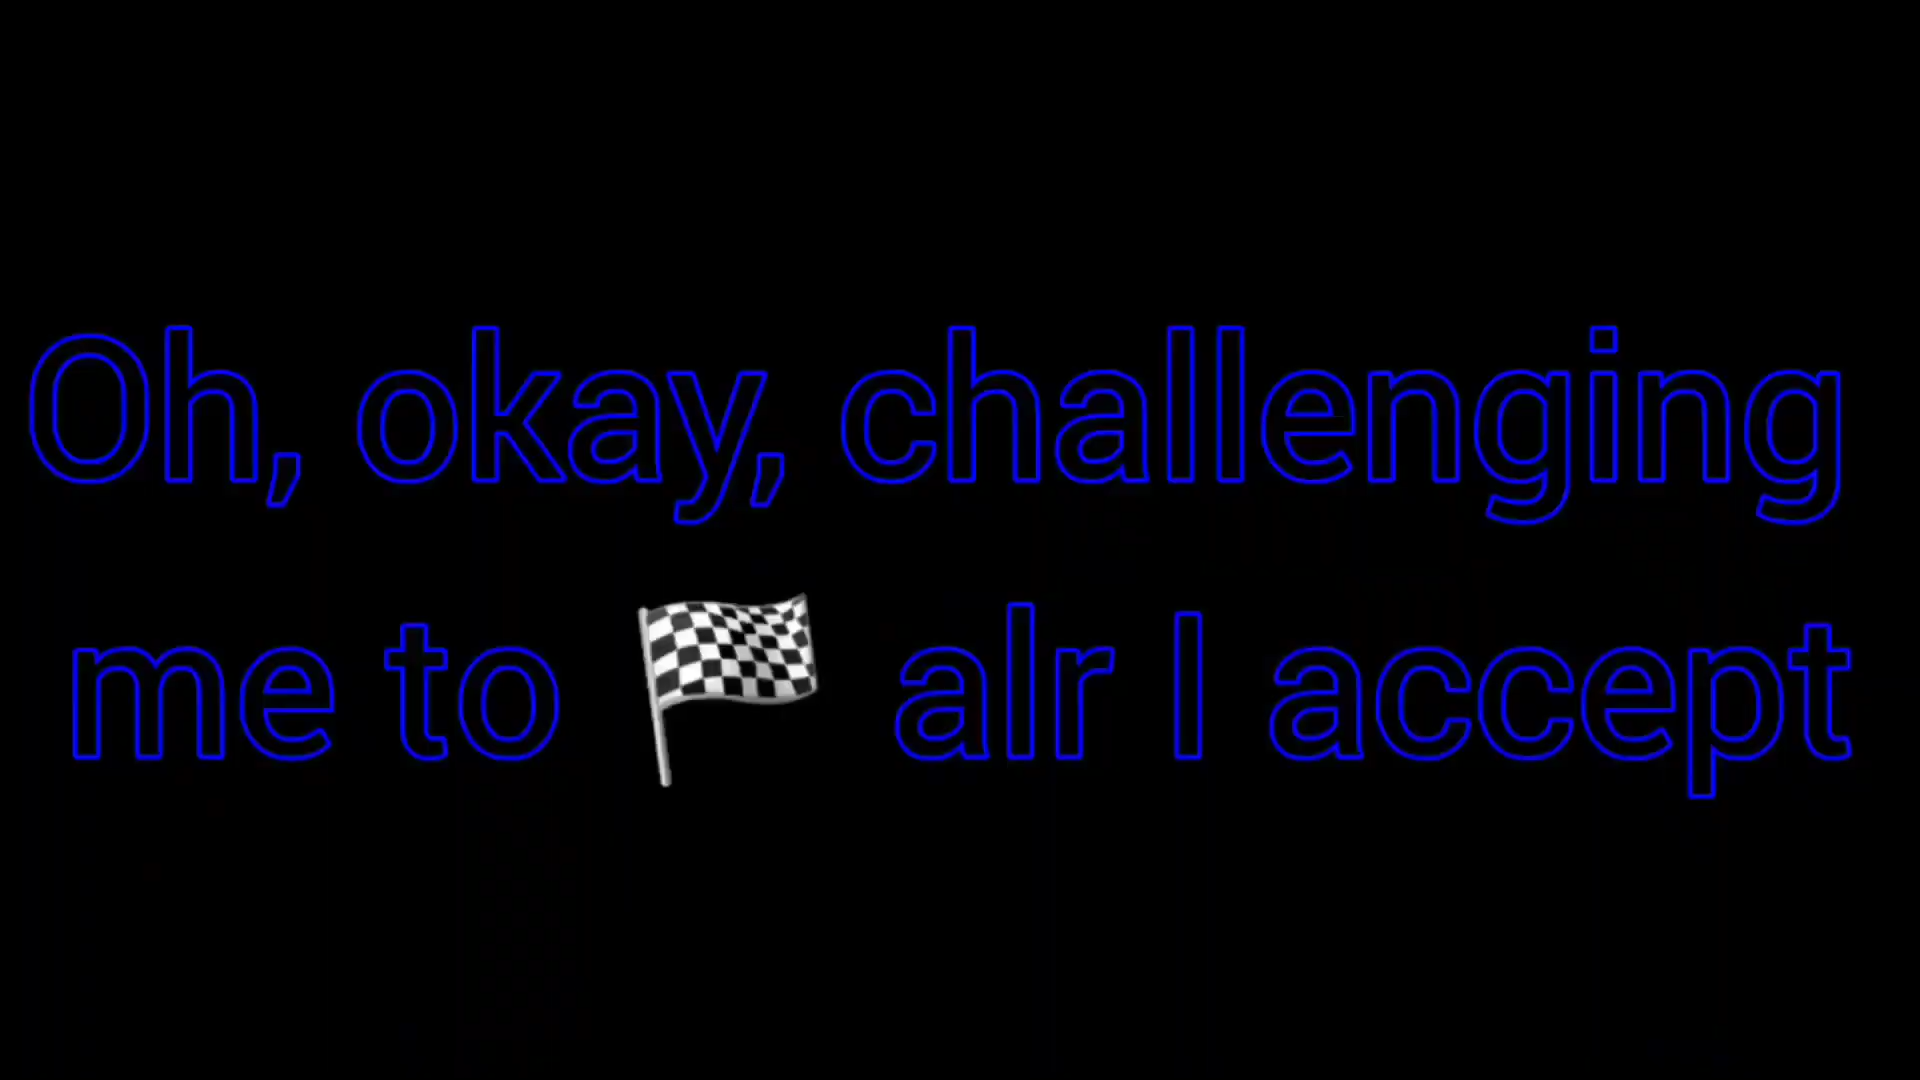 Oh, okay, challenging
me to 🏁 alr I accept